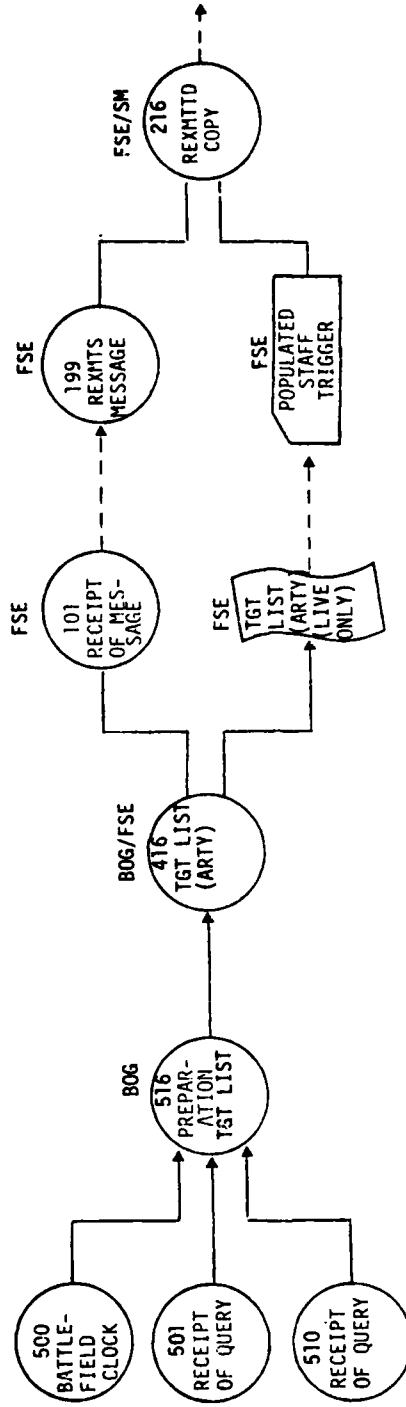 500
BATTLE-
FIELD
CLOCK
501
RECEIPT
OF QUERY
510
RECEIPT
OF QUERY
BOG
516
PREPAR-
ATION
TGT LIST
BOG/FSE
416
TGT LIST
(ARTY)
FSE
101
RECEIPT
OF MES-
SAGE
FSE
TGT
LIST
(ARTY
(LIVE
ONLY)
FSE
199
REXMTS
MESSAGE
FSE
POPULATED
STAFF
TRIGGER
FSE/SM
216
REXMTTD
COPY